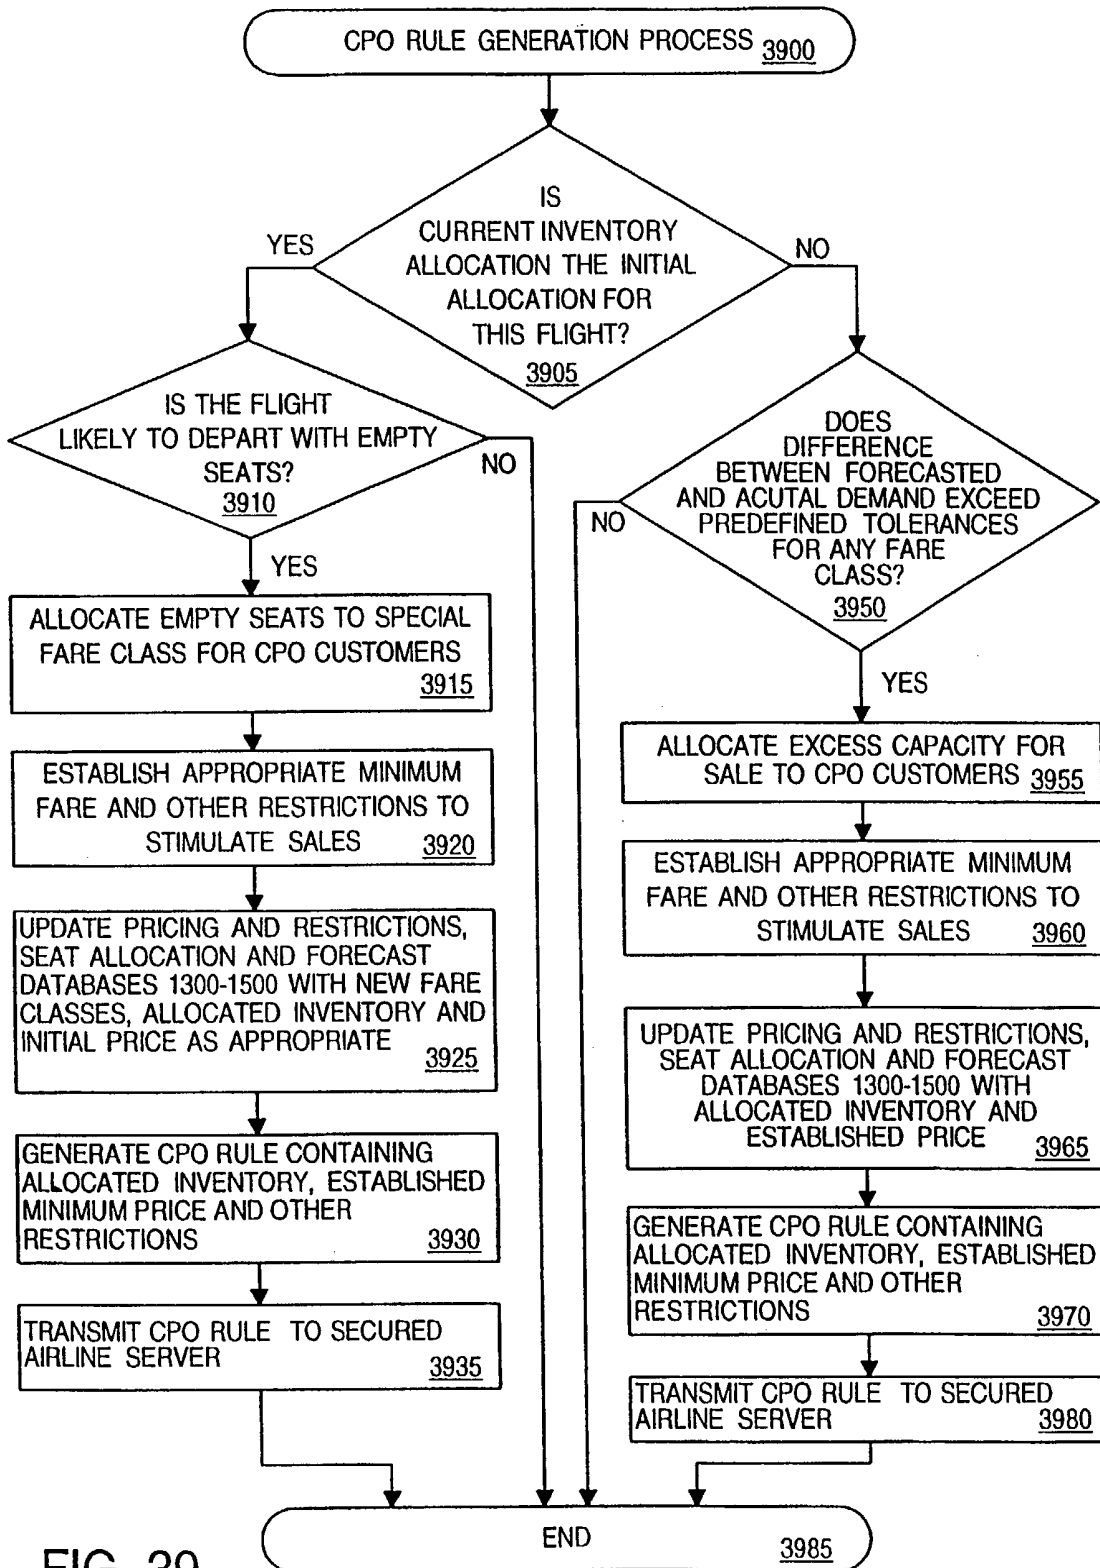 CPO RULE GENERATION PROCESS 3900
IS
CURRENT INVENTORY
ALLOCATION THE INITIAL
ALLOCATION FOR
THIS FLIGHT?
3905
YES
NO
IS THE FLIGHT
LIKELY TO DEPART WITH EMPTY
SEATS?
3910
NO
YES
ALLOCATE EMPTY SEATS TO SPECIAL
FARE CLASS FOR CPO CUSTOMERS
3915
ESTABLISH APPROPRIATE MINIMUM
FARE AND OTHER RESTRICTIONS TO
STIMULATE SALES 3920
UPDATE PRICING AND RESTRICTIONS,
SEAT ALLOCATION AND FORECAST
DATABASES 1300-1500 WITH NEW FARE
CLASSES, ALLOCATED INVENTORY AND
INITIAL PRICE AS APPROPRIATE 3925
GENERATE CPO RULE CONTAINING
ALLOCATED INVENTORY, ESTABLISHED
MINIMUM PRICE AND OTHER
RESTRICTIONS 3930
TRANSMIT CPO RULE TO SECURED
AIRLINE SERVER 3935
DOES
DIFFERENCE
BETWEEN FORECASTED
AND ACUTAL DEMAND EXCEED
PREDEFINED TOLERANCES
FOR ANY FARE
CLASS?
3950
NO
YES
ALLOCATE EXCESS CAPACITY FOR
SALE TO CPO CUSTOMERS 3955
ESTABLISH APPROPRIATE MINIMUM
FARE AND OTHER RESTRICTIONS TO
STIMULATE SALES 3960
UPDATE PRICING AND RESTRICTIONS,
SEAT ALLOCATION AND FORECAST
DATABASES 1300-1500 WITH
ALLOCATED INVENTORY AND
ESTABLISHED PRICE 3965
GENERATE CPO RULE CONTAINING
ALLOCATED INVENTORY, ESTABLISHED
MINIMUM PRICE AND OTHER
RESTRICTIONS 3970
TRANSMIT CPO RULE TO SECURED
AIRLINE SERVER 3980
END 3985
FIG. 39